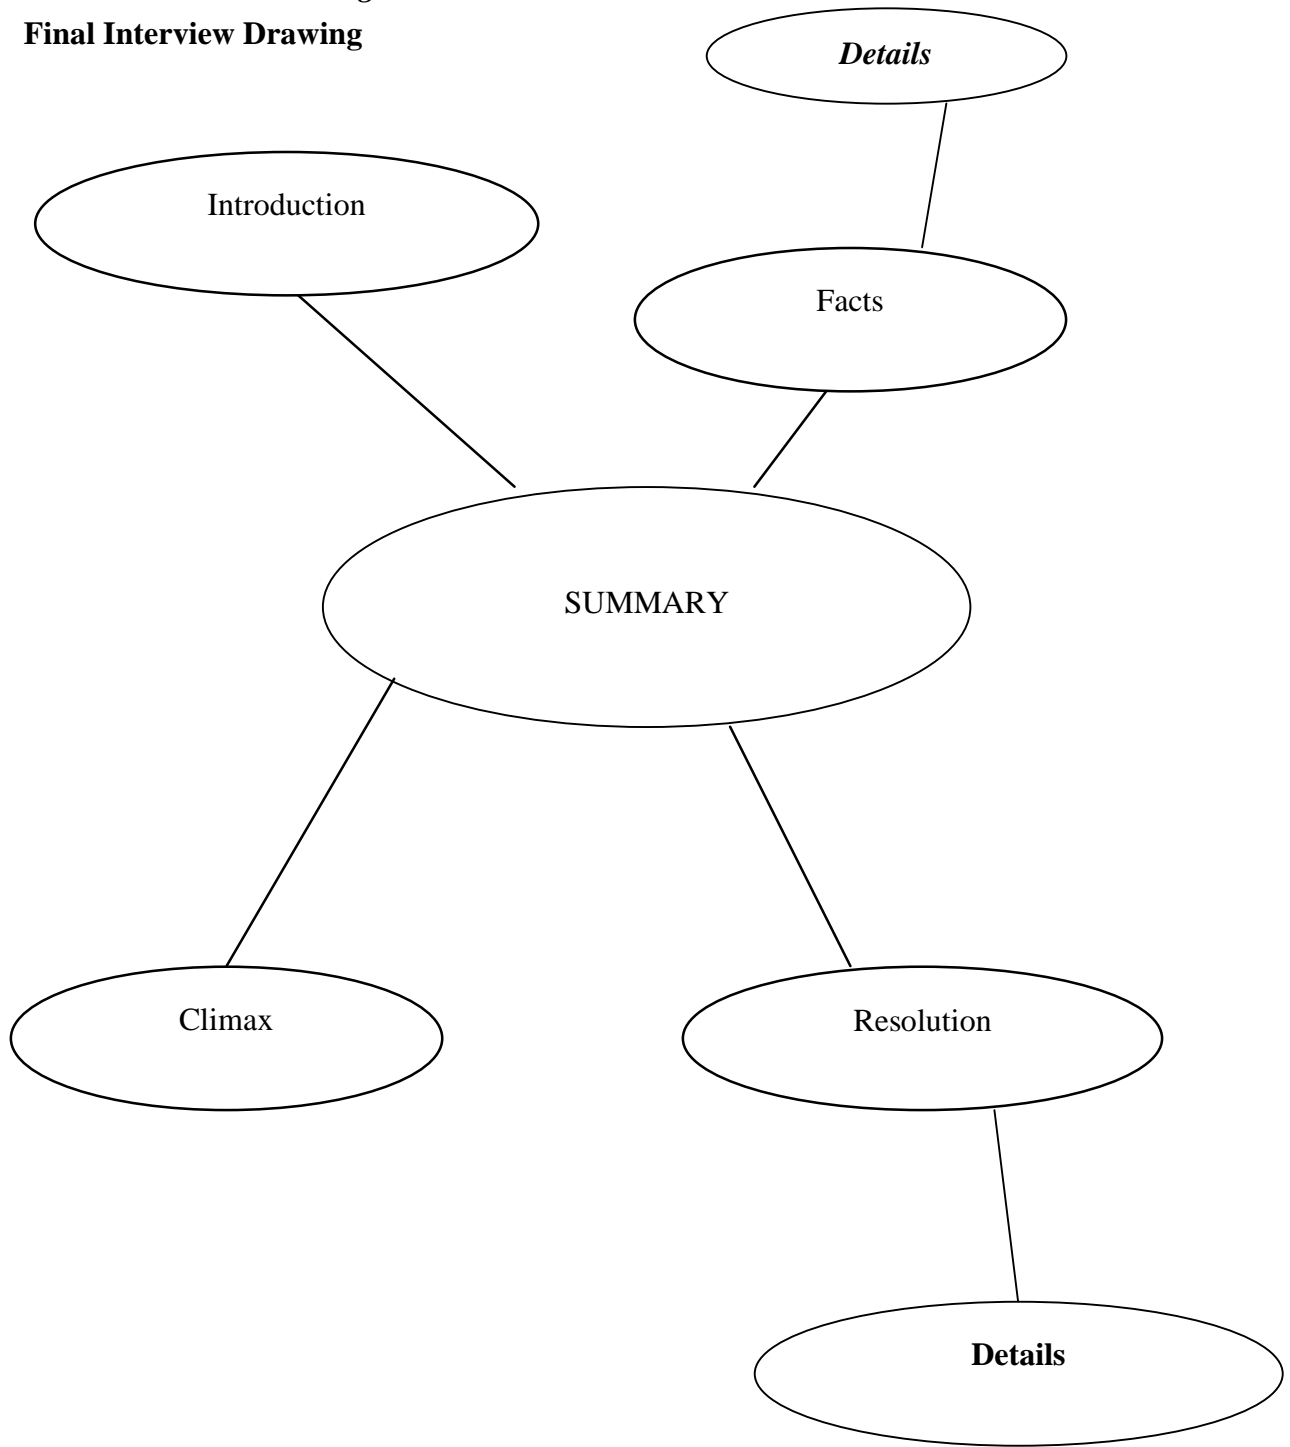 Final Interview Drawing
Details
Introduction
Facts
SUMMARY
Climax
Resolution
Details